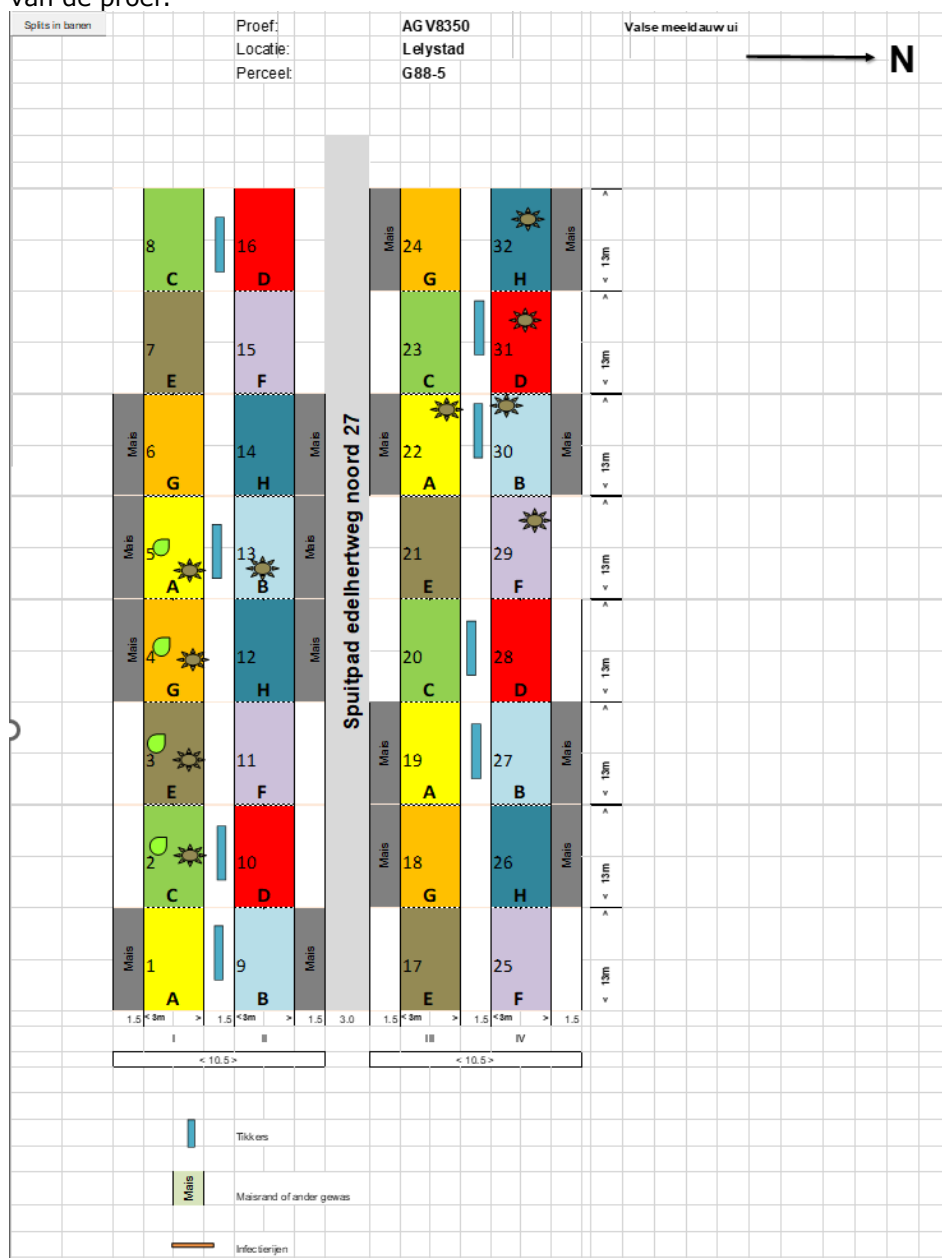 van de proef.
Splits in banen
Proef: AGV8350 Valse meeldauw ui
Locatie: Lelystad
Perceel: G88-5
N
8 C 16 D Mais 24 G 32 H Mais < 13m >
7 E 15 F 23 C 31 D < 13m >
Mais 6 G 14 H Mais Mais 22 A 30 B Mais < 13m >
Mais 5 A 13 B Mais 21 E 29 F < 13m >
Mais 4 G 12 H Mais 20 C 28 D < 13m >
3 E 11 F Mais 19 A 27 B Mais < 13m >
2 C 10 D Mais 18 G 26 H Mais < 13m >
Mais 1 A 9 B Mais 17 E 25 F < 13m >
Spuitpad edelhertweg noord 27
1.5 < 3m > 1.5 < 3m > 1.5 3.0 1.5 < 3m > 1.5 < 3m > 1.5
I II III IV
< 10.5 > < 10.5 >
Tikkers
Mais Maisrand of ander gewas
Infectierijen